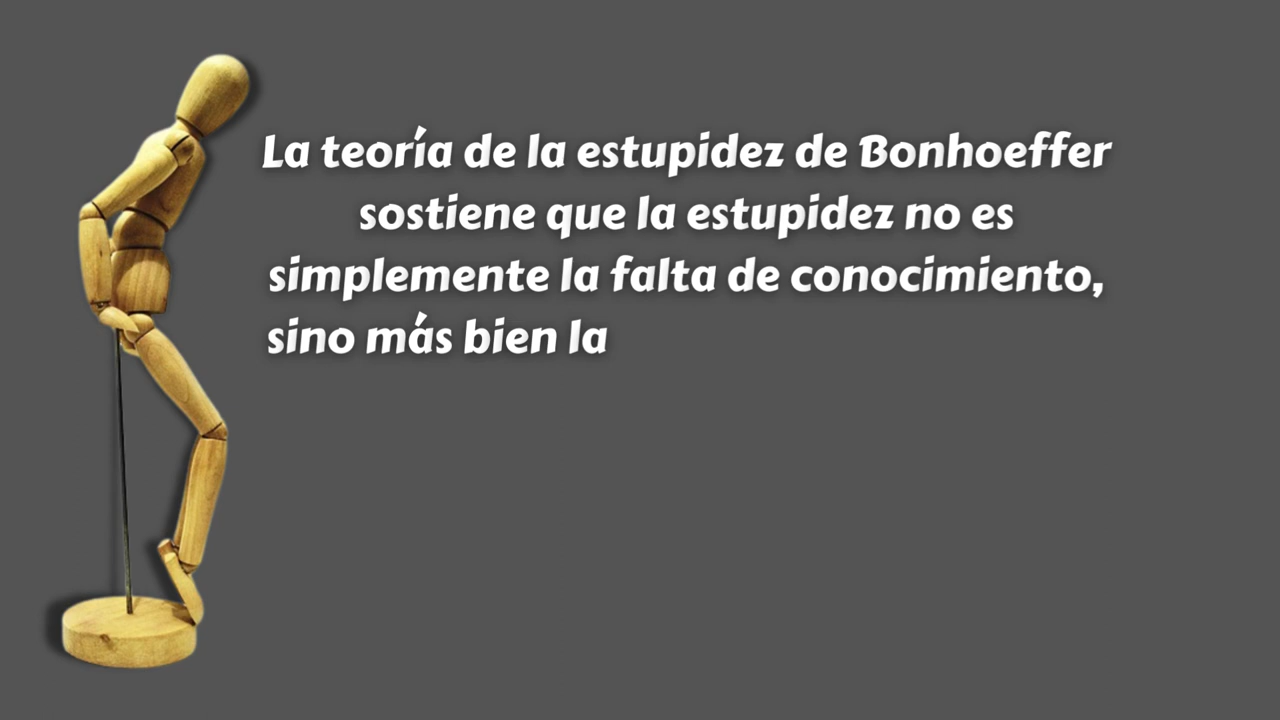 La teoría de la estupidez de Bonhoeffer
sostiene que la estupidez no es
simplemente la falta de conocimiento,
sino más bien la